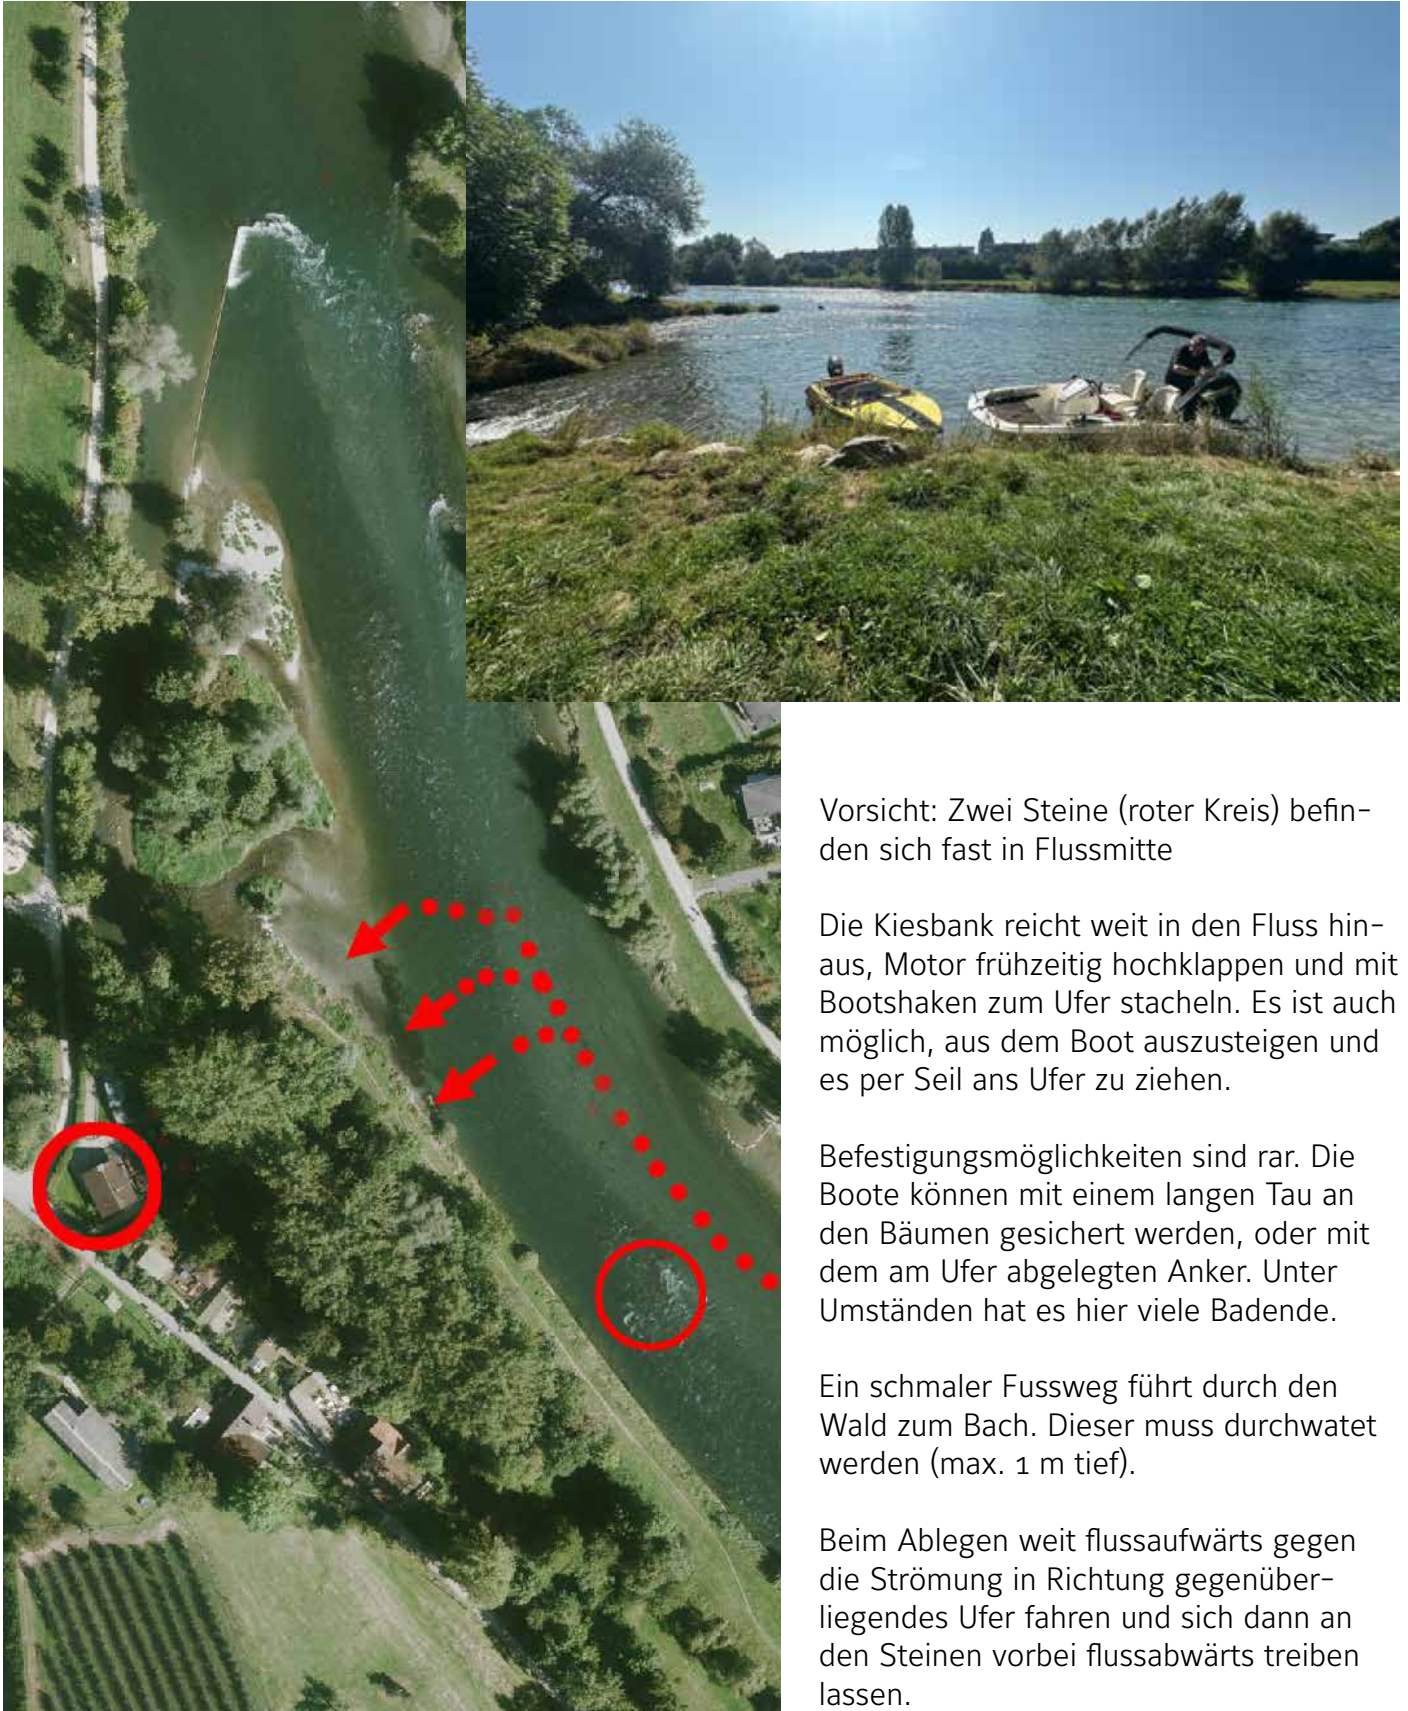 Vorsicht: Zwei Steine (roter Kreis) befin-
den sich fast in Flussmitte
Die Kiesbank reicht weit in den Fluss hin-
aus, Motor frühzeitig hochklappen und mit
Bootshaken zum Ufer stacheln. Es ist auch
möglich, aus dem Boot auszusteigen und
es per Seil ans Ufer zu ziehen.
Befestigungsmöglichkeiten sind rar. Die
Boote können mit einem langen Tau an
den Bäumen gesichert werden, oder mit
dem am Ufer abgelegten Anker. Unter
Umständen hat es hier viele Badende.
Ein schmaler Fussweg führt durch den
Wald zum Bach. Dieser muss durchwatet
werden (max. 1 m tief).
Beim Ablegen weit flussaufwärts gegen
die Strömung in Richtung gegenüber-
liegendes Ufer fahren und sich dann an
den Steinen vorbei flussabwärts treiben
lassen.